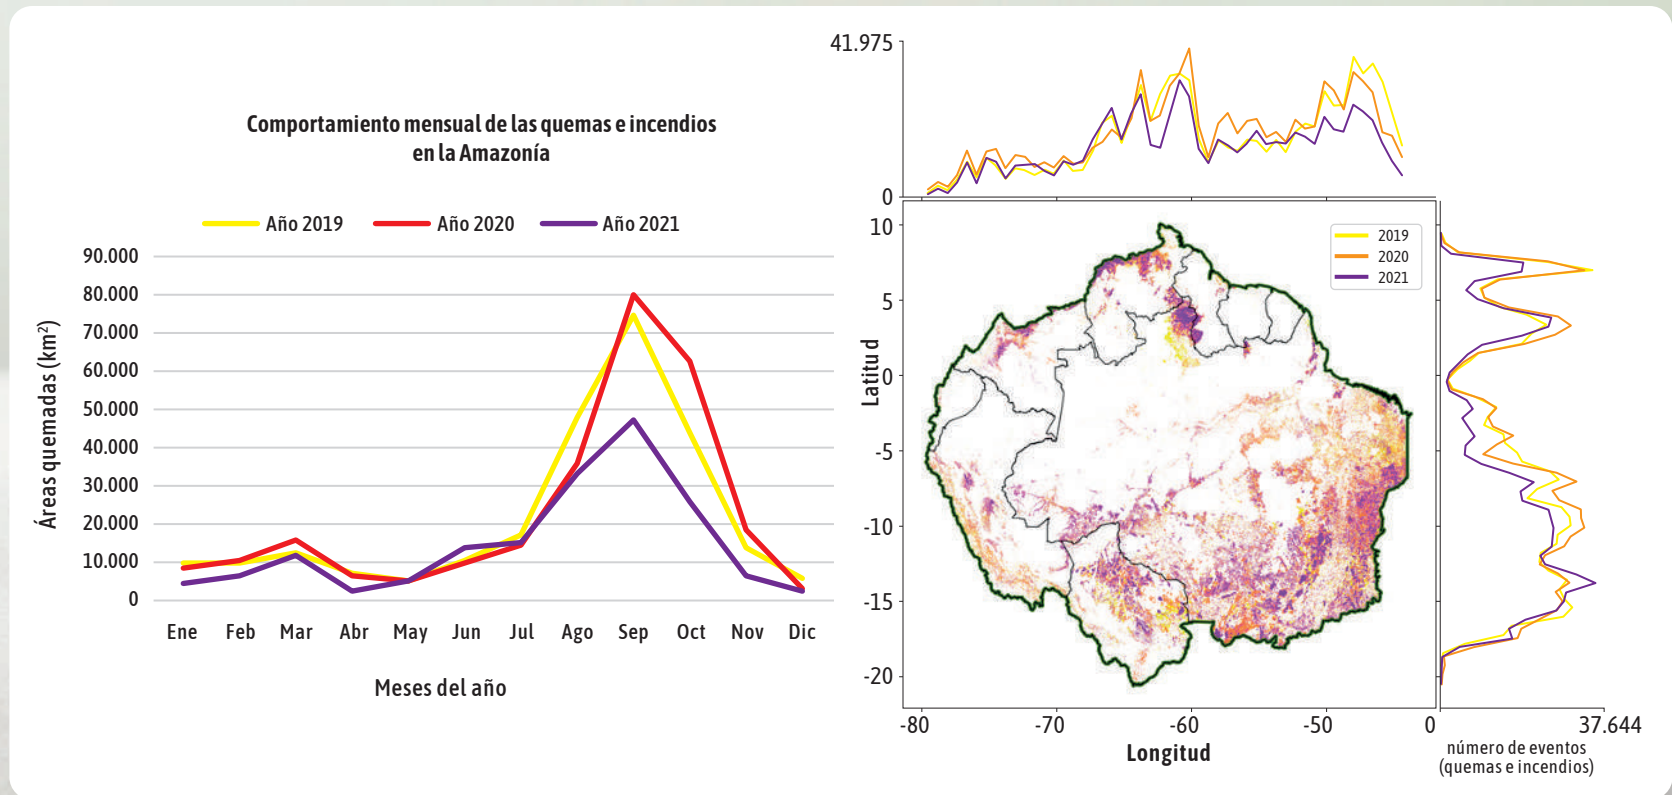 Comportamiento mensual de las quemas e incendios
en la Amazonía
Año 2019
Año 2020
Año 2021
90.000
80.000
70.000
60.000
50.000
40.000
30.000
20.000
10.000
0
Áreas quemadas (km²)
Ene
Feb
Mar
Abr
May
Jun
Jul
Ago
Sep
Oct
Nov
Dic
Meses del año
41.975
0
2019
2020
2021
10
5
0
-5
-10
-15
-20
Latitud
-80
-70
-60
-50
Longitud
0
37.644
número de eventos
(quemas e incendios)